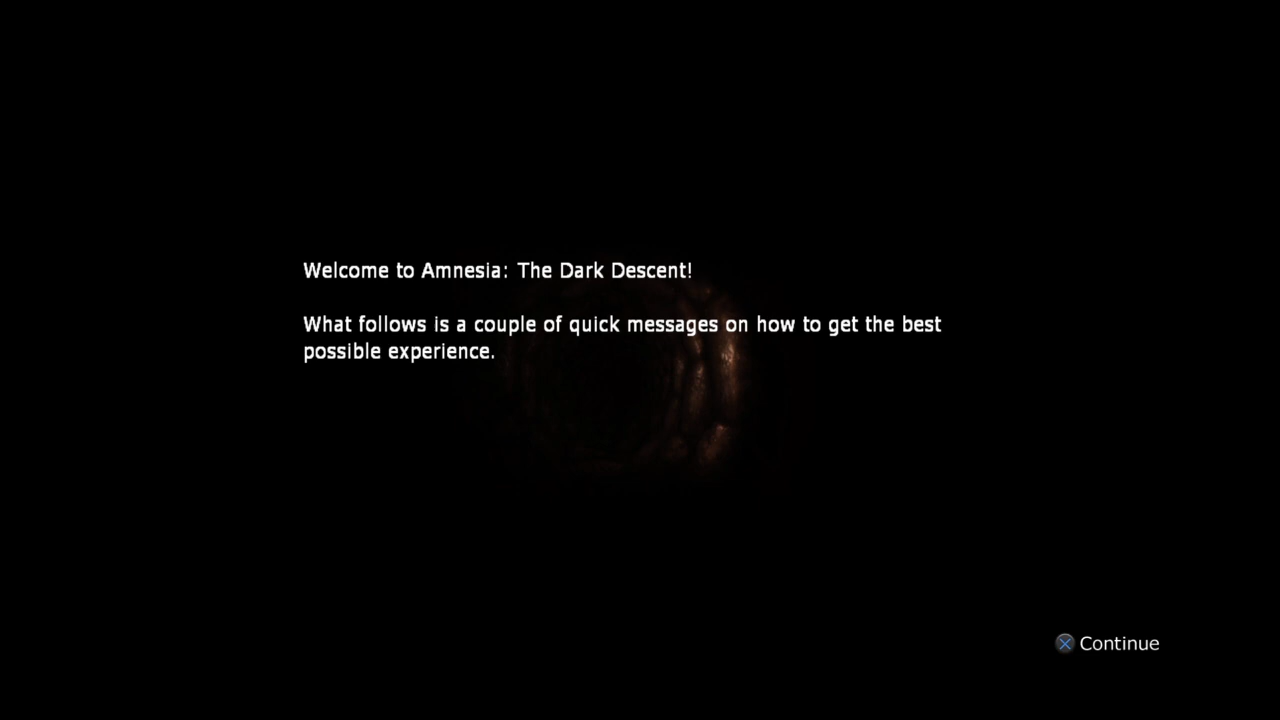 Welcome to Amnesia: The Dark Descent!
What follows is a couple of quick messages on how to get the best
possible experience.
Continue